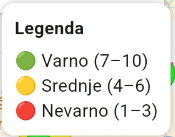 Legenda
Varno (7–10)
Srednje (4–6)
Nevarno (1–3)